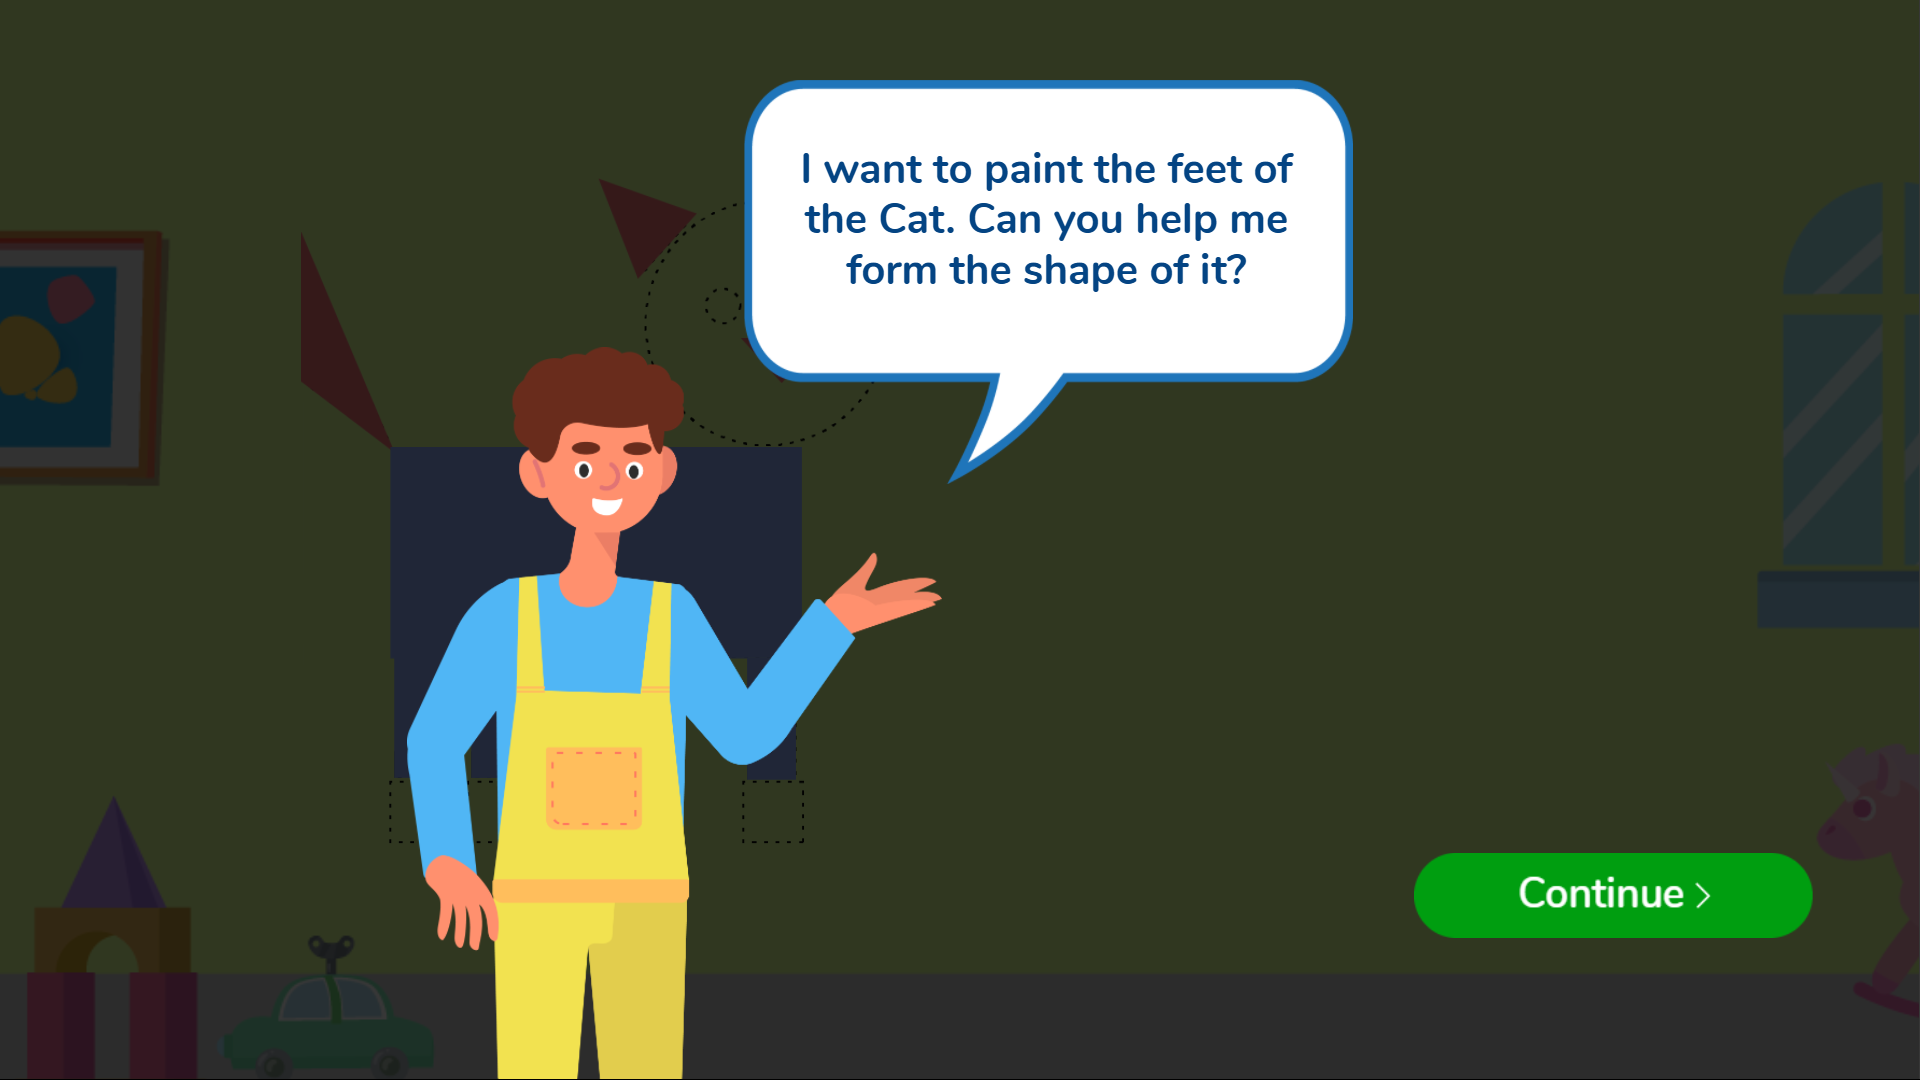 I want to paint the feet of
the Cat. Can you help me
form the shape of it?
Continue